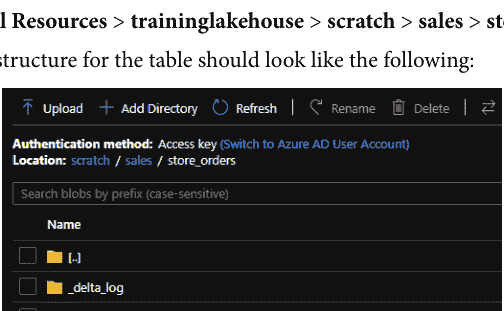 l Resources > traininglakehouse > scratch > sales > sto
structure for the table should look like the following:
Upload Add Directory Refresh | Rename Delete |
Authentication method: Access key (Switch to Azure AD User Account)
Location: scratch / sales / store_orders
Search blobs by prefix (case-sensitive)
Name
[..]
_delta_log